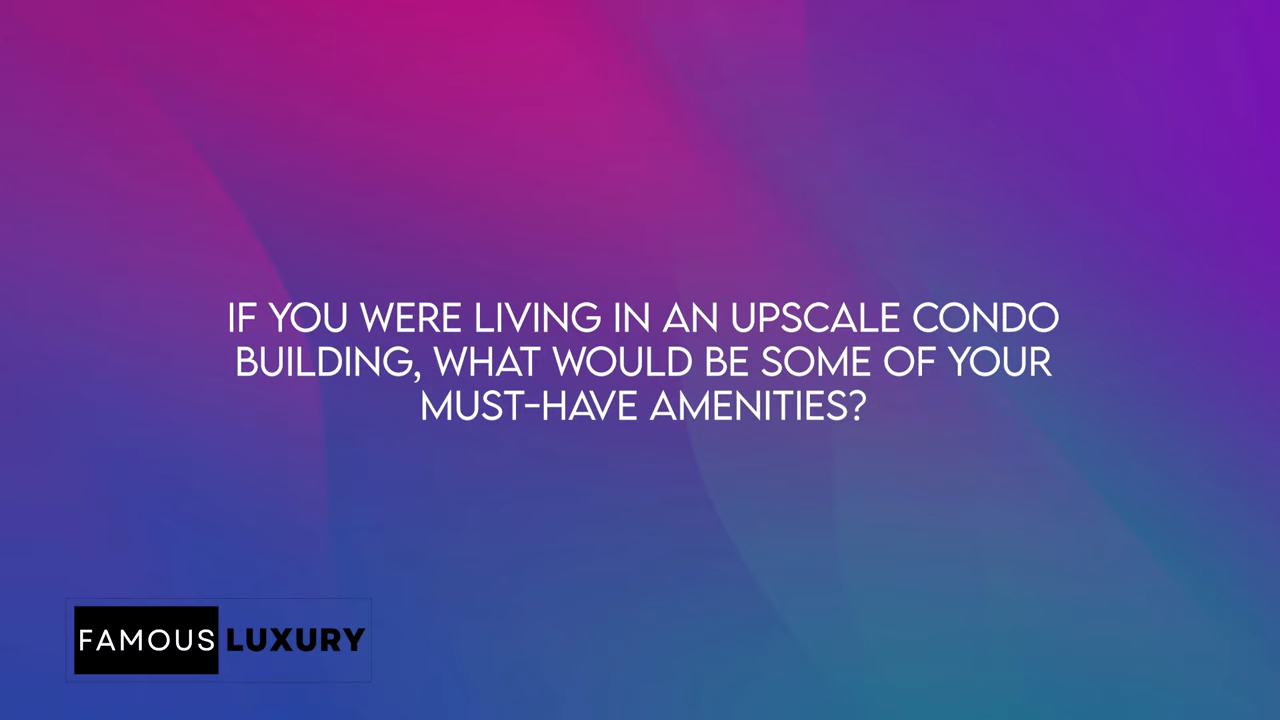 IF YOU WERE LIVING IN AN UPSCALE CONDO
BUILDING, WHAT WOULD BE SOME OF YOUR
MUST-HAVE AMENITIES?
FAMOUS LUXURY